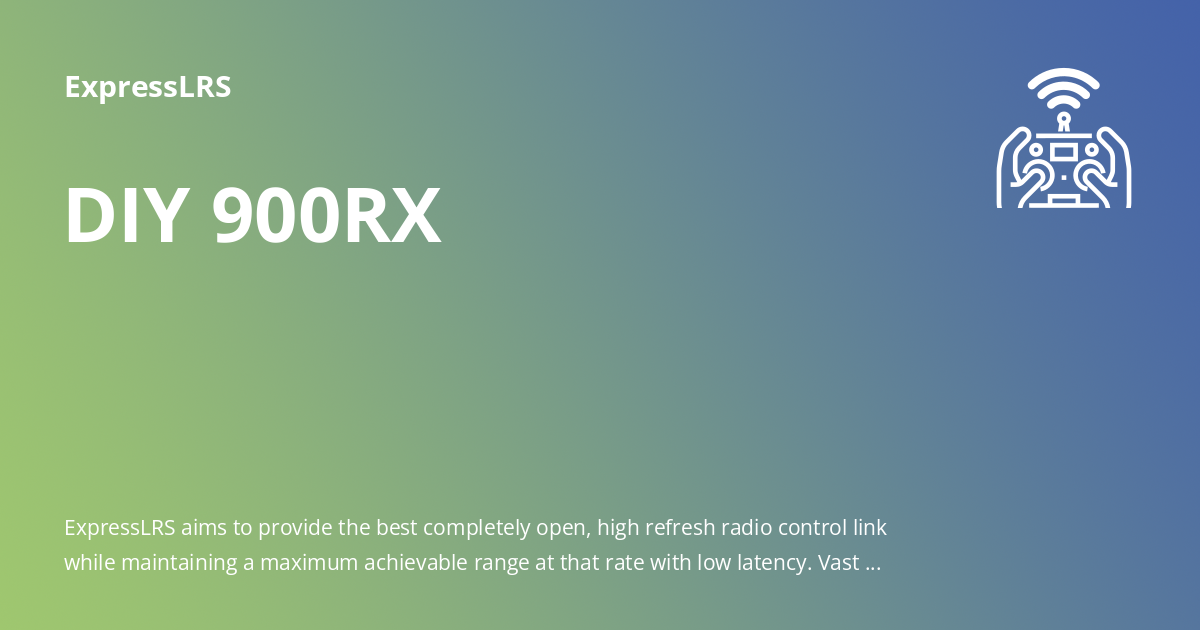 ExpressLRS
DIY 900RX
ExpressLRS aims to provide the best completely open, high refresh radio control link
while maintaining a maximum achievable range at that rate with low latency. Vast ...